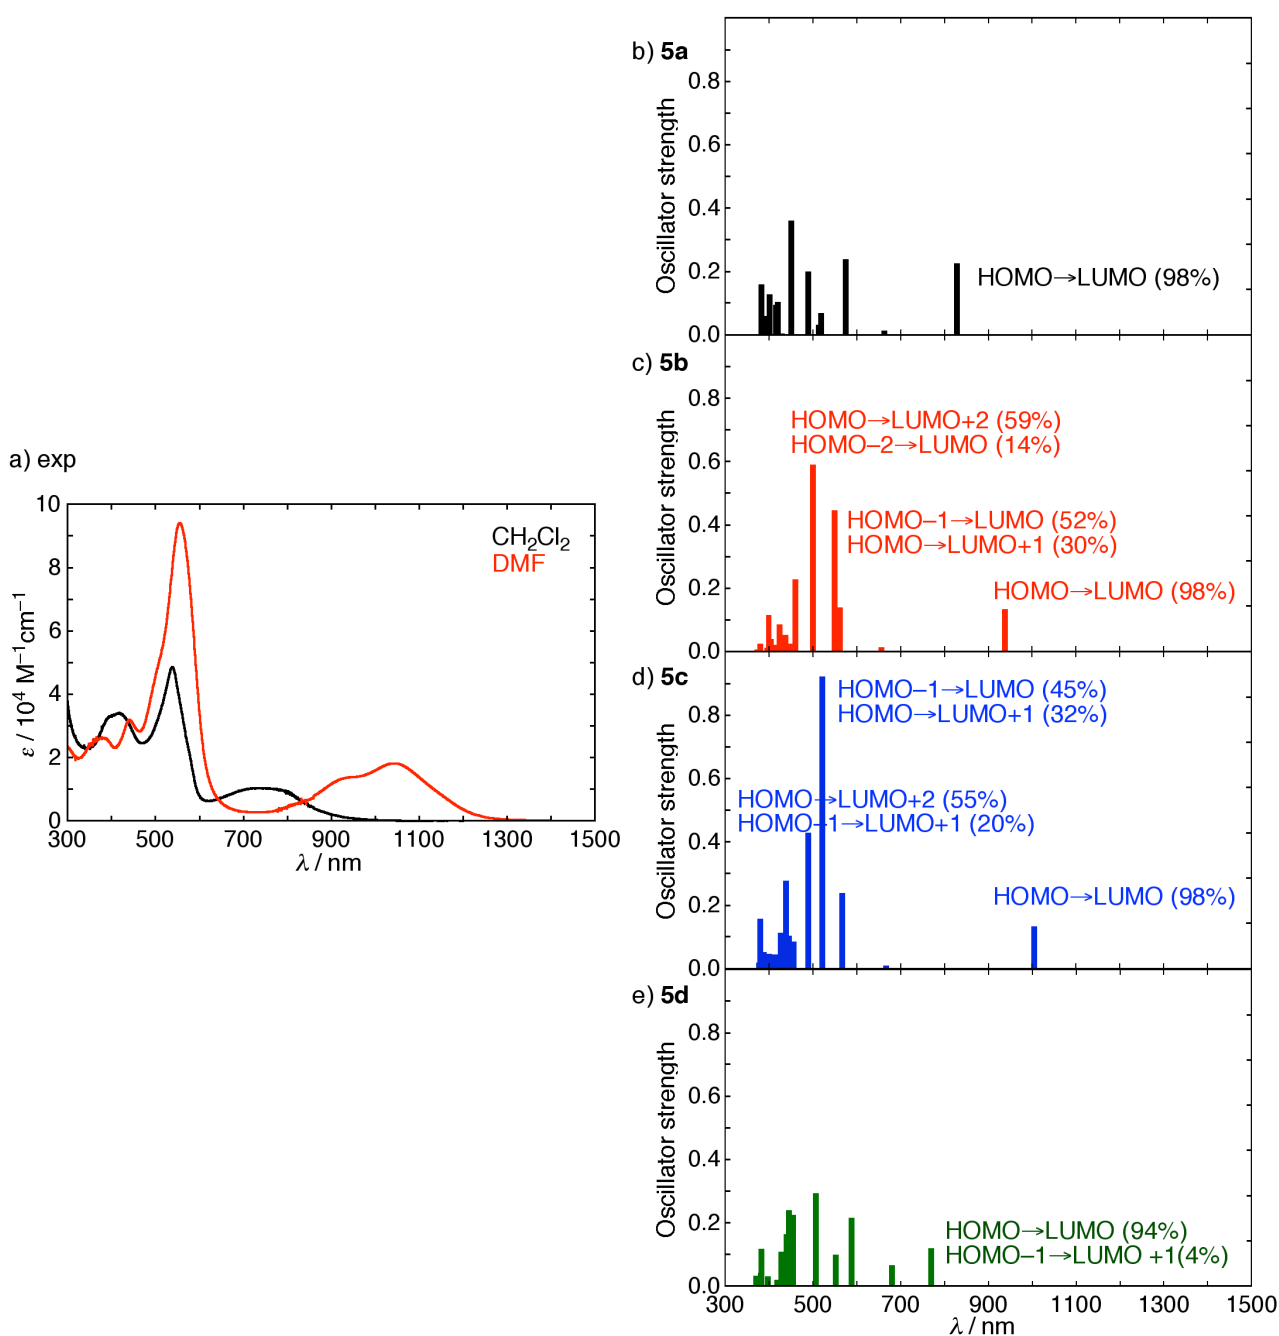 a) exp
ε / 10⁴ M⁻¹cm⁻¹
10
8
6
4
2
0
CH₂Cl₂
DMF
300 500 700 900 1100 1300 1500
λ / nm
b) 5a
Oscillator strength
0.8
0.6
0.4
0.2
0.0
HOMO→LUMO (98%)
c) 5b
Oscillator strength
0.8
0.6
0.4
0.2
0.0
HOMO→LUMO+2 (59%)
HOMO–2→LUMO (14%)
HOMO–1→LUMO (52%)
HOMO→LUMO+1 (30%)
HOMO→LUMO (98%)
d) 5c
Oscillator strength
0.8
0.6
0.4
0.2
0.0
HOMO–1→LUMO (45%)
HOMO→LUMO+1 (32%)
HOMO→LUMO+2 (55%)
HOMO–1→LUMO+1 (20%)
HOMO→LUMO (98%)
e) 5d
Oscillator strength
0.8
0.6
0.4
0.2
0.0
HOMO→LUMO (94%)
HOMO–1→LUMO +1(4%)
300 500 700 900 1100 1300 1500
λ / nm